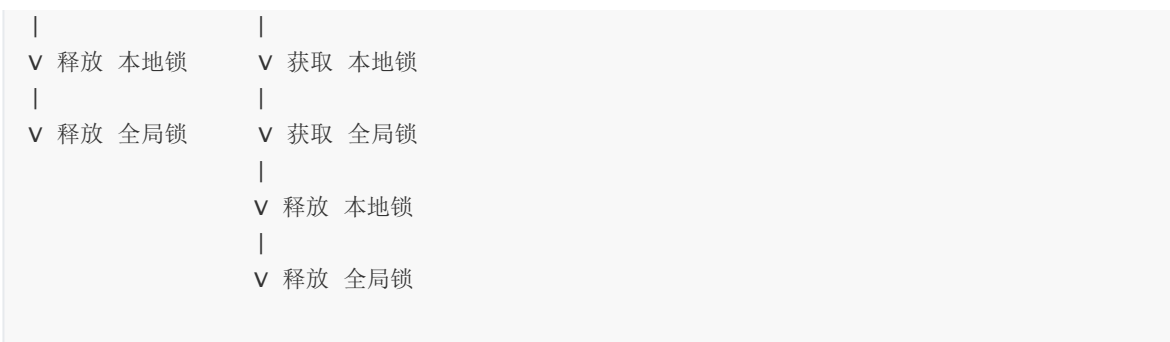 |                |
V 释放 本地锁      V 获取 本地锁
|                |
V 释放 全局锁      V 获取 全局锁
                 |
                V 释放 本地锁
                 |
                V 释放 全局锁